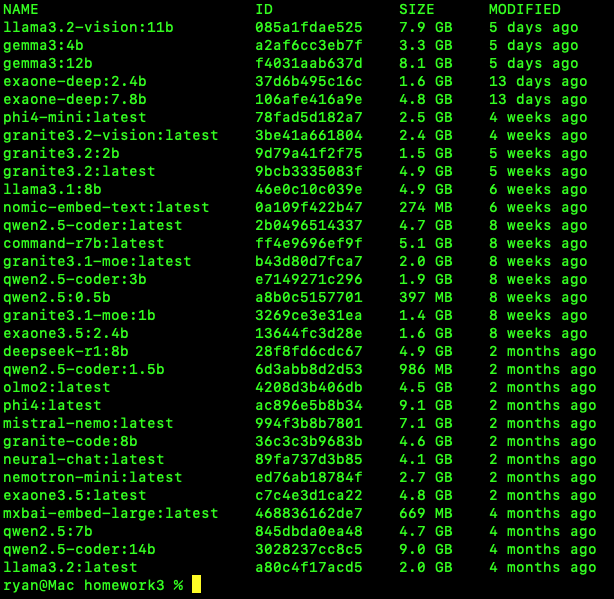 NAME ID SIZE MODIFIED
llama3.2-vision:11b 085a1fdae525 7.9 GB 5 days ago
gemma3:4b a2af6cc3eb7f 3.3 GB 5 days ago
gemma3:12b f4031aab637d 8.1 GB 5 days ago
exaone-deep:2.4b 37d6b495c16c 1.6 GB 13 days ago
exaone-deep:7.8b 106afe416a9e 4.8 GB 13 days ago
phi4-mini:latest 78fad5d182a7 2.5 GB 4 weeks ago
granite3.2-vision:latest 3be41a661804 2.4 GB 4 weeks ago
granite3.2:2b 9d79a41f2f75 1.5 GB 5 weeks ago
granite3.2:latest 9bcb3335083f 4.9 GB 5 weeks ago
llama3.1:8b 46e0c10c039e 4.9 GB 6 weeks ago
nomic-embed-text:latest 0a109f422b47 274 MB 6 weeks ago
qwen2.5-coder:latest 2b0496514337 4.7 GB 8 weeks ago
command-r7b:latest ff4e9696ef9f 5.1 GB 8 weeks ago
granite3.1-moe:latest b43d80d7fca7 2.0 GB 8 weeks ago
qwen2.5-coder:3b e7149271c296 1.9 GB 8 weeks ago
qwen2.5:0.5b a8b0c5157701 397 MB 8 weeks ago
granite3.1-moe:1b 3269ce3e31ea 1.4 GB 8 weeks ago
exaone3.5:2.4b 13644fc3d28e 1.6 GB 8 weeks ago
deepseek-r1:8b 28f8fd6cdc67 4.9 GB 2 months ago
qwen2.5-coder:1.5b 6d3abb8d2d53 986 MB 2 months ago
olmo2:latest 4208d3b406db 4.5 GB 2 months ago
phi4:latest ac896e5b8b34 9.1 GB 2 months ago
mistral-nemo:latest 994f3b8b7801 7.1 GB 2 months ago
granite-code:8b 36c3c3b9683b 4.6 GB 2 months ago
neural-chat:latest 89fa737d3b85 4.1 GB 2 months ago
nemotron-mini:latest ed76ab18784f 2.7 GB 2 months ago
exaone3.5:latest c7c4e3d1ca22 4.8 GB 2 months ago
mxbai-embed-large:latest 468836162de7 669 MB 4 months ago
qwen2.5:7b 845dbda0ea48 4.7 GB 4 months ago
qwen2.5-coder:14b 3028237cc8c5 9.0 GB 4 months ago
llama3.2:latest a80c4f17acd5 2.0 GB 4 months ago
ryan@Mac homework3 %